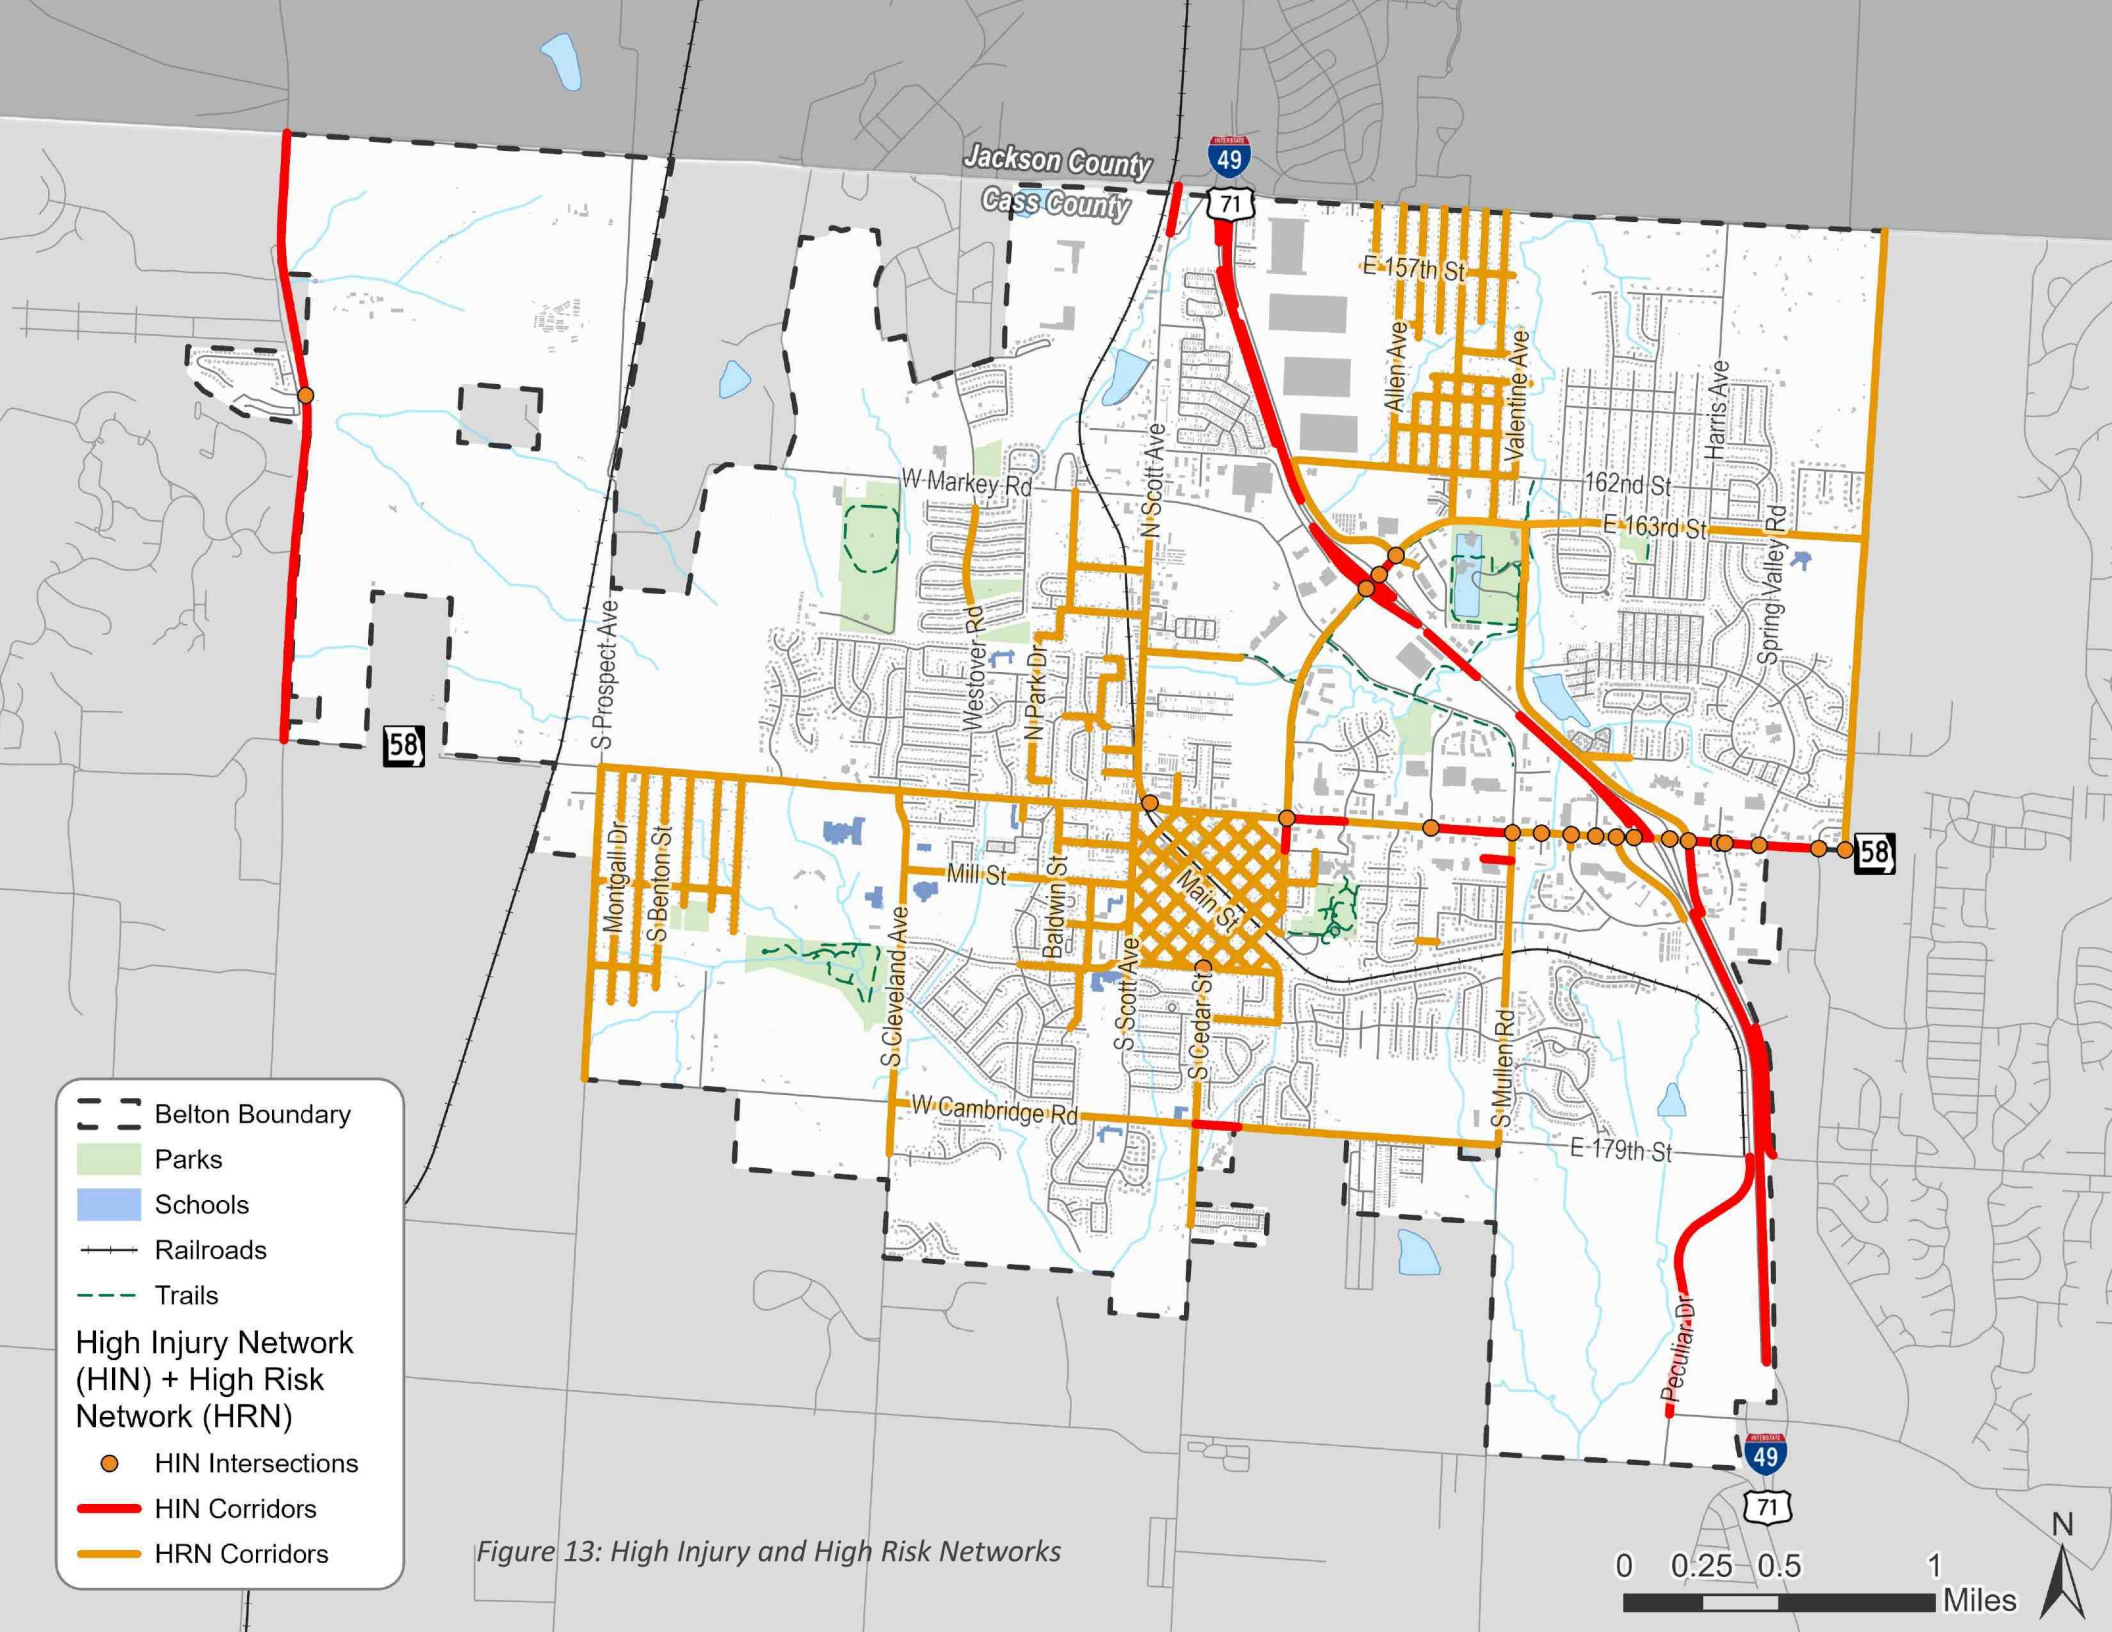 Jackson County
Cass County
INTERSTATE
49
71
E 157th St
Allen Ave
Valentine Ave
Harris Ave
N Scott Ave
W Markey Rd
162nd St
E 163rd St
Spring Valley Rd
S Prospect Ave
Westover Rd
N Park Dr
58
58
Montgall Dr
S Benton St
Mill St
Baldwin St
Main St
S Cleveland Ave
S Scott Ave
S Cedar St
S Mullen Rd
W Cambridge Rd
E 179th St
Peculiar Dr
INTERSTATE
49
71
Belton Boundary
Parks
Schools
Railroads
Trails
High Injury Network
(HIN) + High Risk
Network (HRN)
HIN Intersections
HIN Corridors
HRN Corridors
Figure 13: High Injury and High Risk Networks
N
0 0.25 0.5 1
Miles